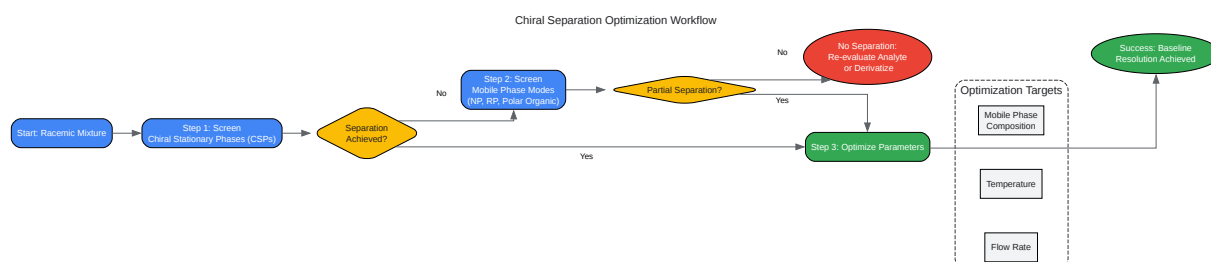 Chiral Separation Optimization Workflow
Start: Racemic Mixture
Step 1: Screen
Chiral Stationary Phases (CSPs)
Separation
Achieved?
No
Yes
Step 2: Screen
Mobile Phase Modes
(NP, RP, Polar Organic)
Partial Separation?
No
Yes
No Separation:
Re-evaluate Analyte
or Derivatize
Step 3: Optimize Parameters
Optimization Targets
Mobile Phase
Composition
Temperature
Flow Rate
Success: Baseline
Resolution Achieved